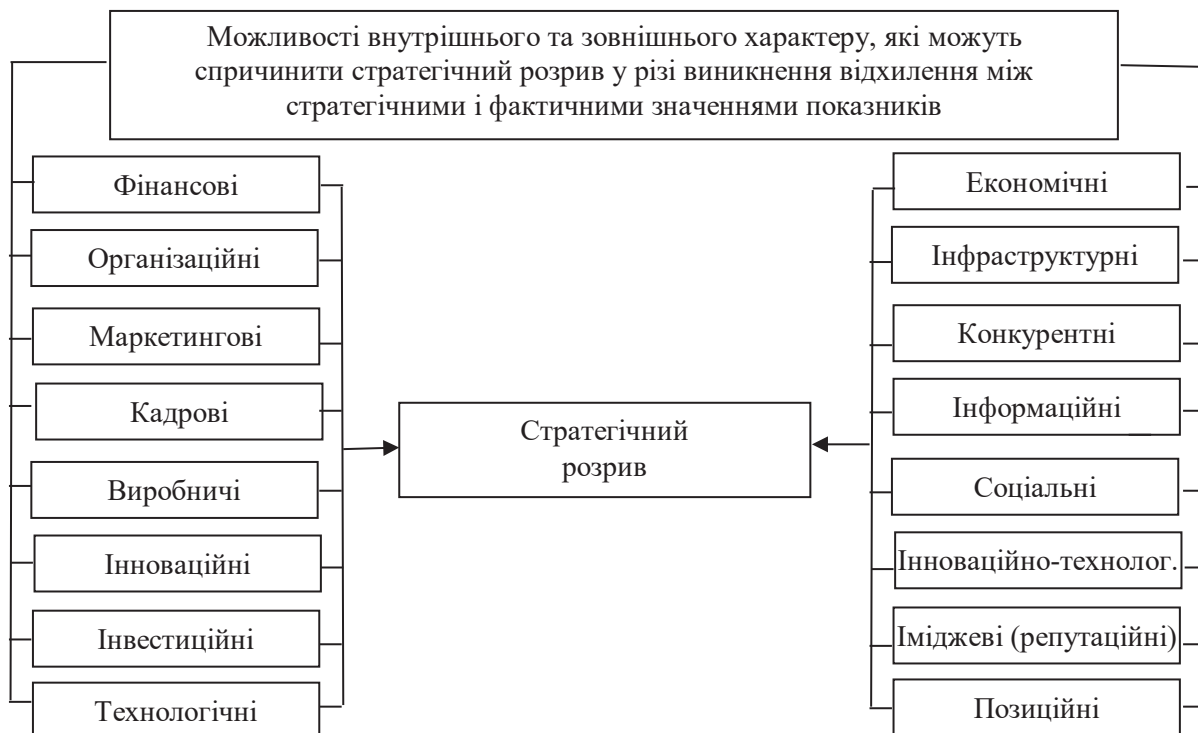 Можливості внутрішнього та зовнішнього характеру, які можуть
спричинити стратегічний розрив у різі виникнення відхилення між
стратегічними і фактичними значеннями показників
Фінансові
Організаційні
Маркетингові
Кадрові
Виробничі
Інноваційні
Інвестиційні
Технологічні
Стратегічний
розрив
Економічні
Інфраструктурні
Конкурентні
Інформаційні
Соціальні
Інноваційно-технолог.
Іміджеві (репутаційні)
Позиційні